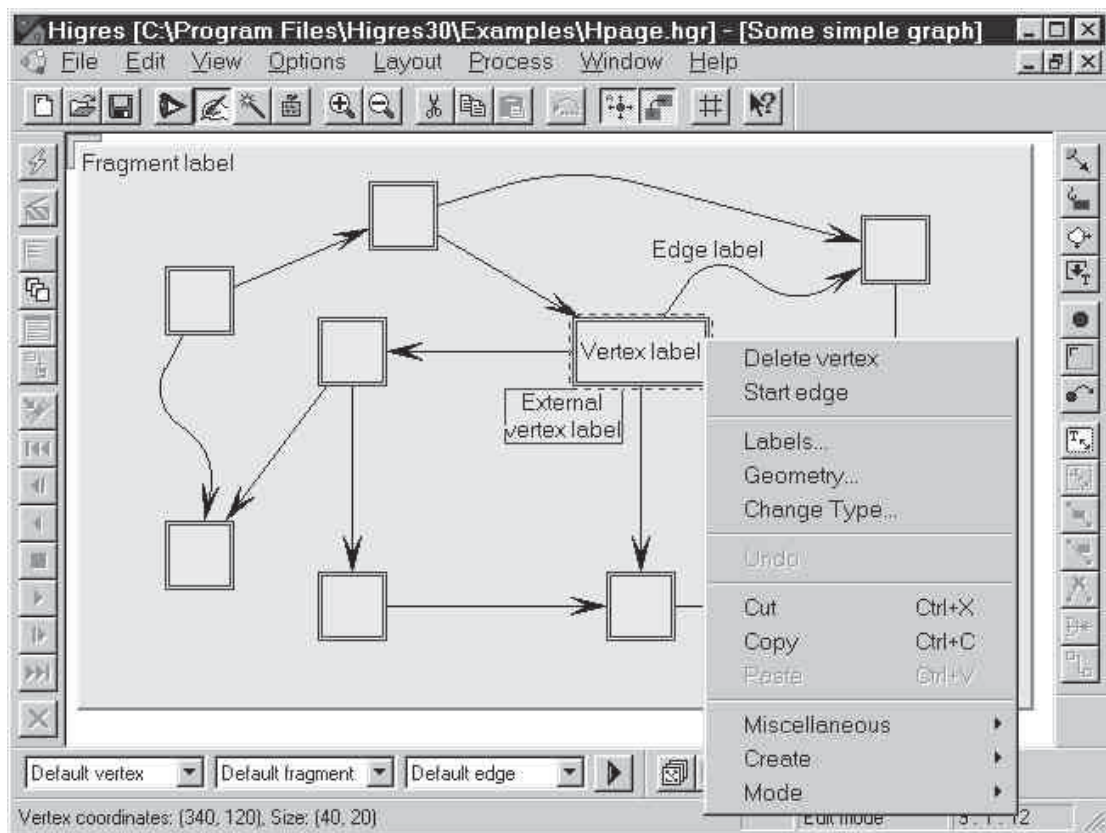 Higres [C:\Program Files\Higres30\Examples\Hpage.hgr] - [Some simple graph]
File Edit View Options Layout Process Window Help
Fragment label
Edge label
Vertex label
External
vertex label
Delete vertex
Start edge
Labels...
Geometry...
Change Type...
Undo
Cut Ctrl+X
Copy Ctrl+C
Paste Ctrl+V
Miscellaneous
Create
Mode
Default vertex Default fragment Default edge
Vertex coordinates: (340, 120), Size: (40, 20) Edit mode